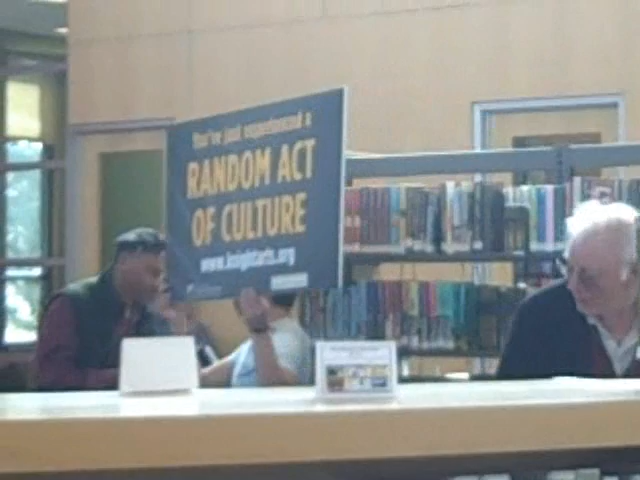 You've just experienced a
RANDOM ACT
OF CULTURE
www.knightarts.org